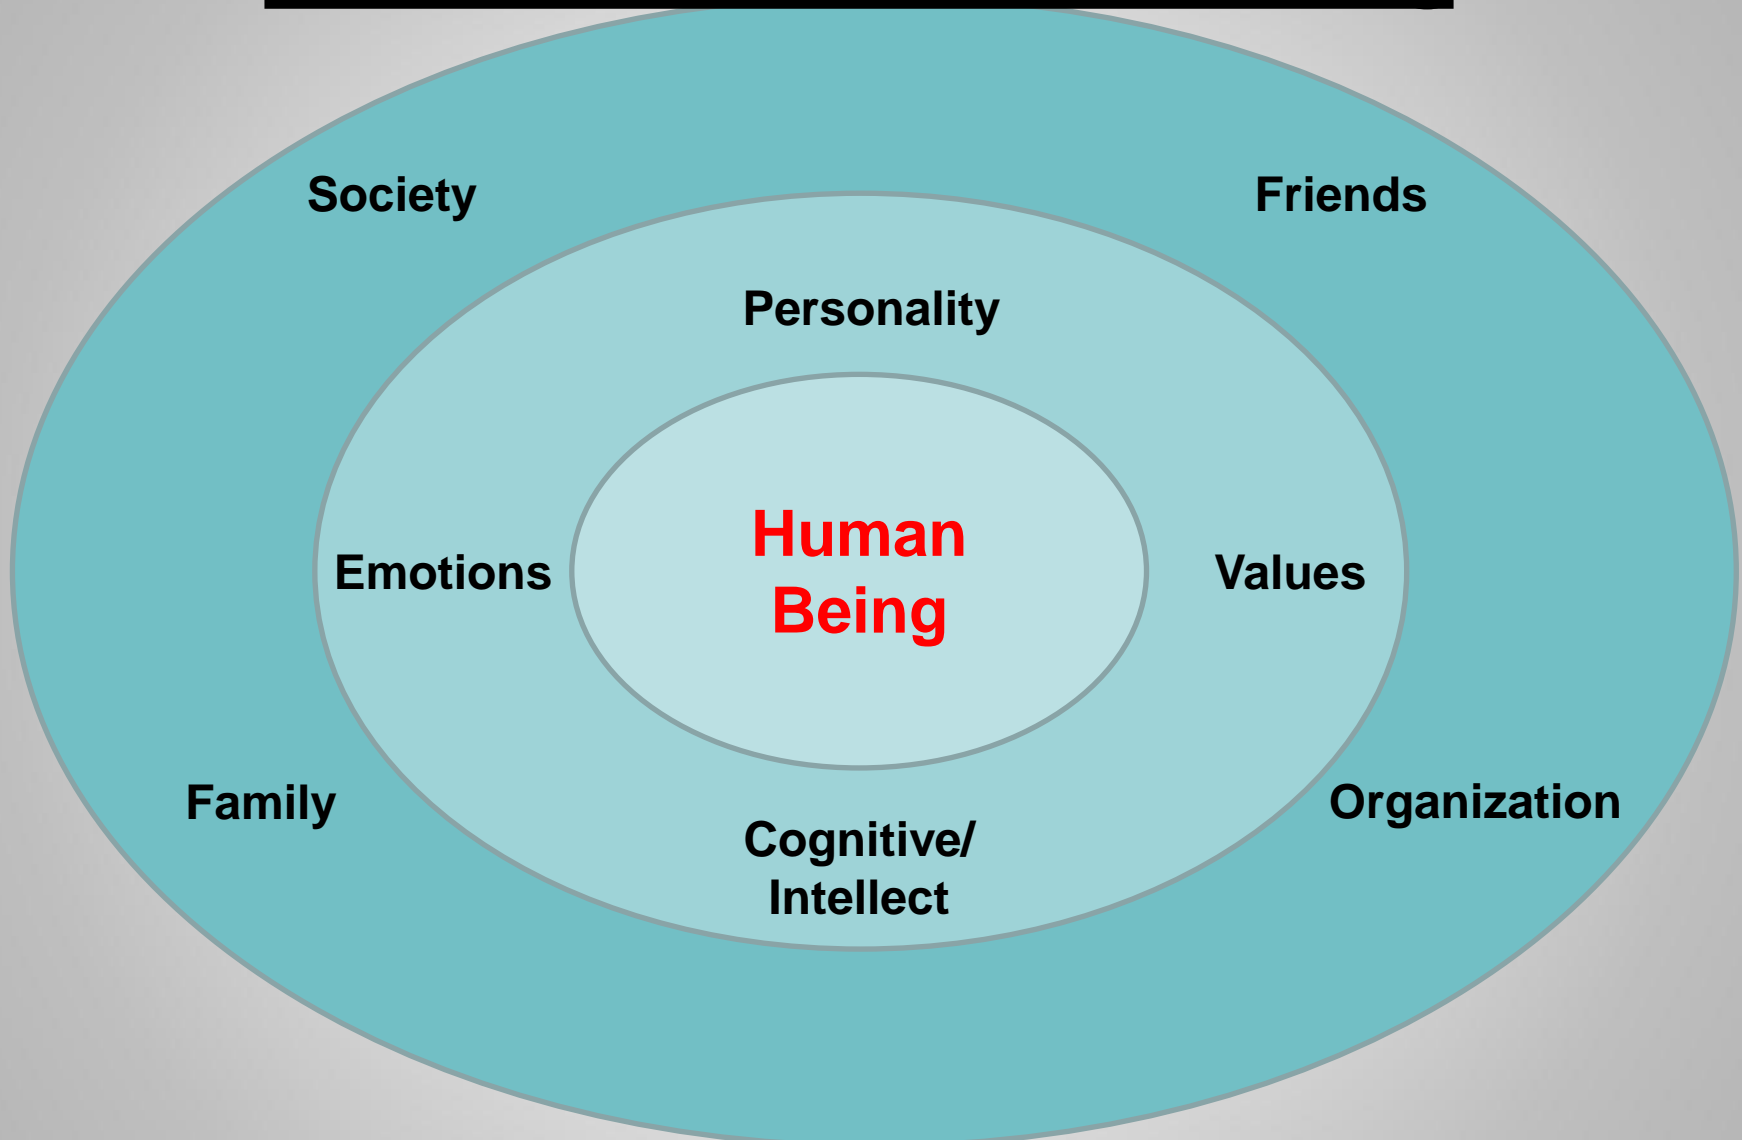 Society
Friends
Personality
Human
Being
Emotions
Values
Family
Organization
Cognitive/
Intellect